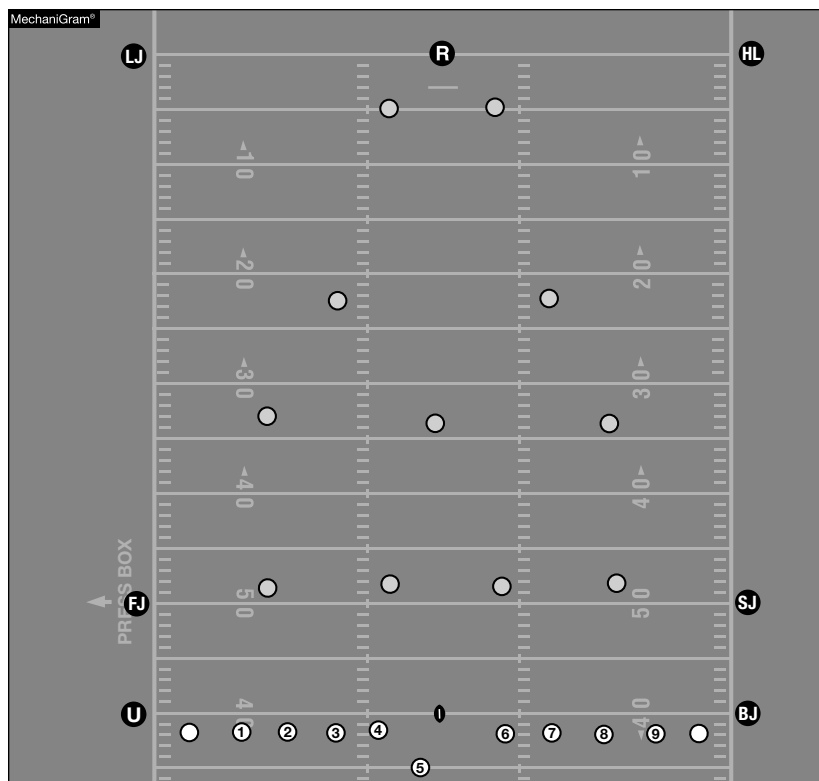 MechaniGram®
LJ R HL
◄10 10►
◄20 20►
◄30 30►
◄40 40►
PRESS BOX
FJ 50 50 SJ
U 40 ◄40 BJ
1 2 3 4 6 7 8 9
5